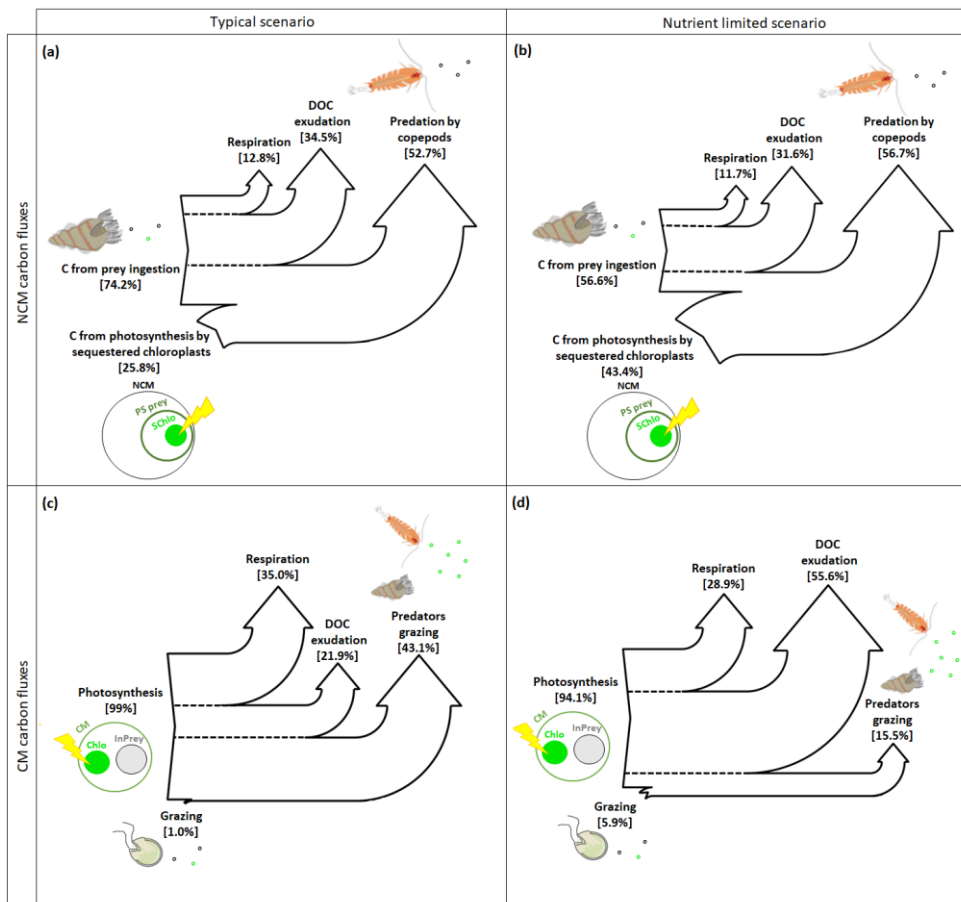 Typical scenario
Nutrient limited scenario
NCM carbon fluxes
(a)
DOC
exudation
[34.5%]
Predation by
copepods
[52.7%]
Respiration
[12.8%]
C from prey ingestion
[74.2%]
C from photosynthesis by
sequestered chloroplasts
[25.8%]
NCM
PS prey
SChlo
(b)
DOC
exudation
[31.6%]
Predation by
copepods
[56.7%]
Respiration
[11.7%]
C from prey ingestion
[56.6%]
C from photosynthesis by
sequestered chloroplasts
[43.4%]
NCM
PS prey
SChlo
CM carbon fluxes
(c)
Respiration
[35.0%]
DOC
exudation
[21.9%]
Predators
grazing
[43.1%]
Photosynthesis
[99%]
CM
Chlo
InPrey
Grazing
[1.0%]
(d)
DOC
exudation
[55.6%]
Respiration
[28.9%]
Predators
grazing
[15.5%]
Photosynthesis
[94.1%]
CM
Chlo
InPrey
Grazing
[5.9%]